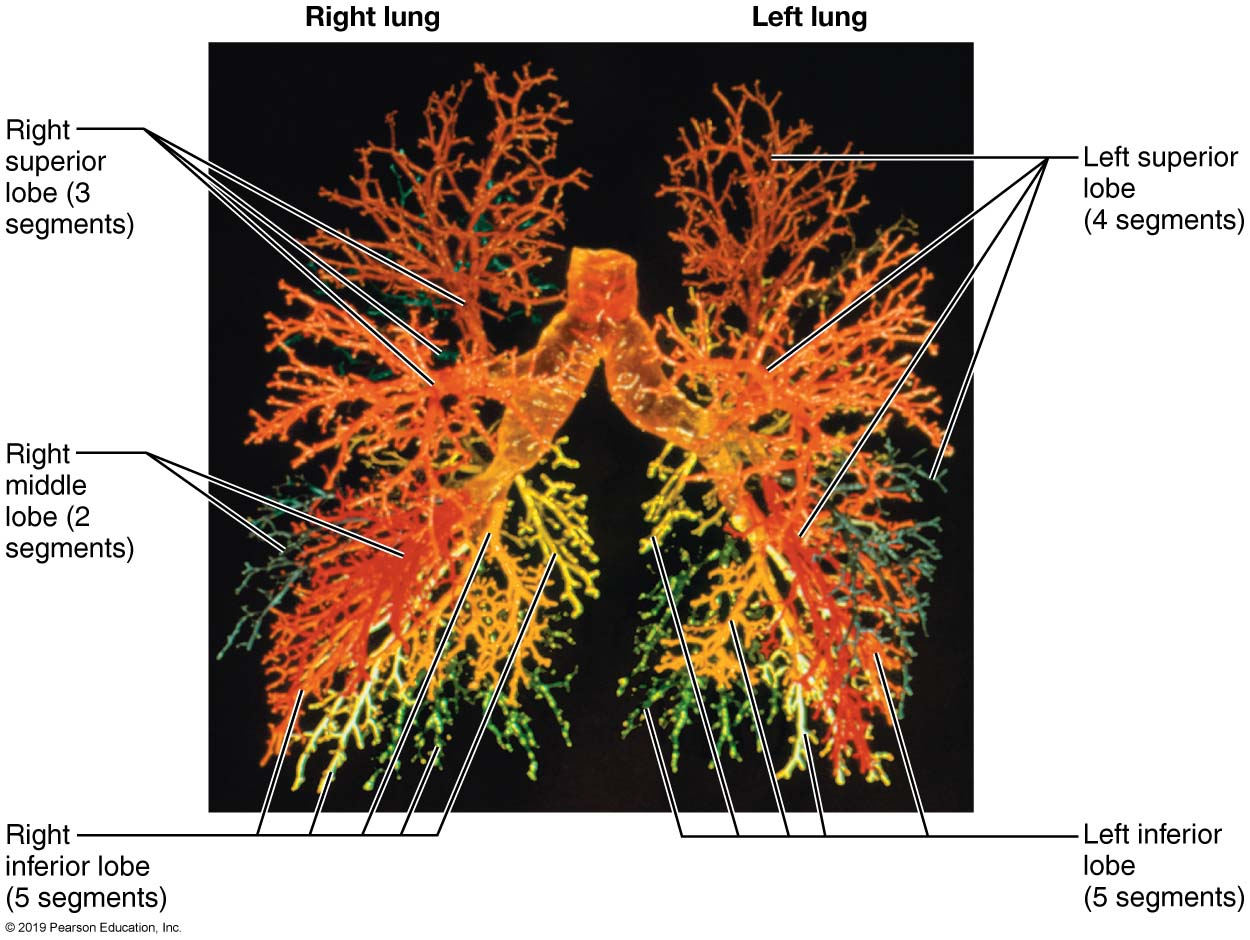 Right lung
Left lung
Right
superior
lobe (3
segments)
Left superior
lobe
(4 segments)
Right
middle
lobe (2
segments)
Right
inferior lobe
(5 segments)
Left inferior
lobe
(5 segments)
© 2019 Pearson Education, Inc.